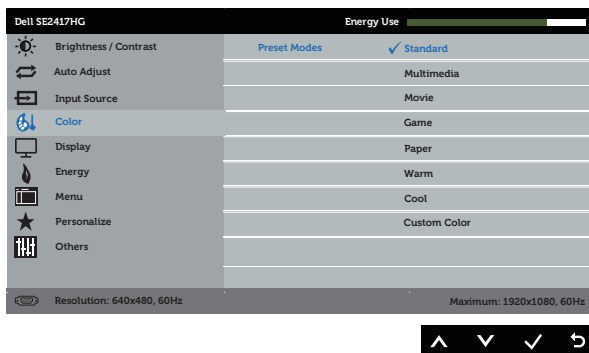 Dell SE2417HG Energy Use
Brightness / Contrast Preset Modes Standard
Auto Adjust Multimedia
Input Source Movie
Color Game
Display Paper
Energy Warm
Menu Cool
Personalize Custom Color
Others
Resolution: 640x480, 60Hz Maximum: 1920x1080, 60Hz